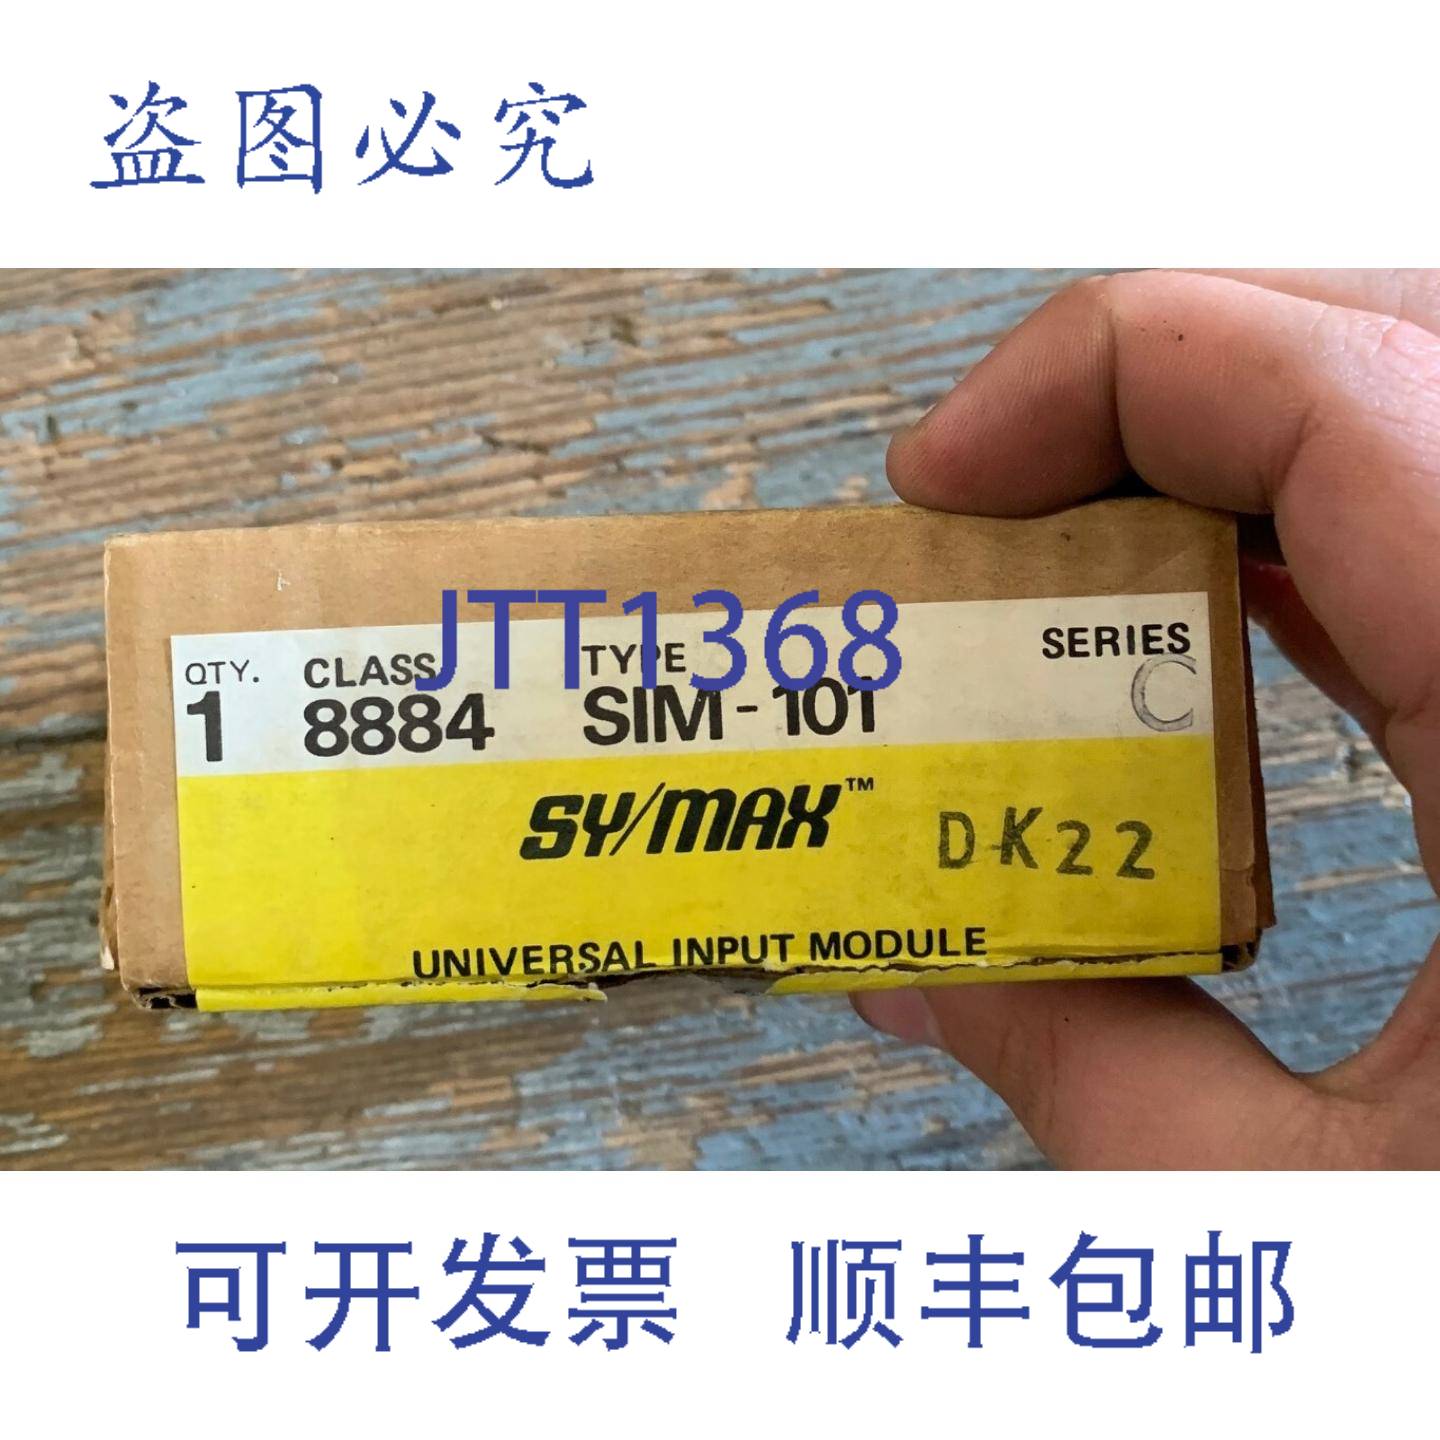 盗图必究
JTT1368
QTY. CLASS TYPE SERIES
1 8884 SIM-101 C
SY/MAX™
DK22
UNIVERSAL INPUT MODULE
可开发票 顺丰包邮